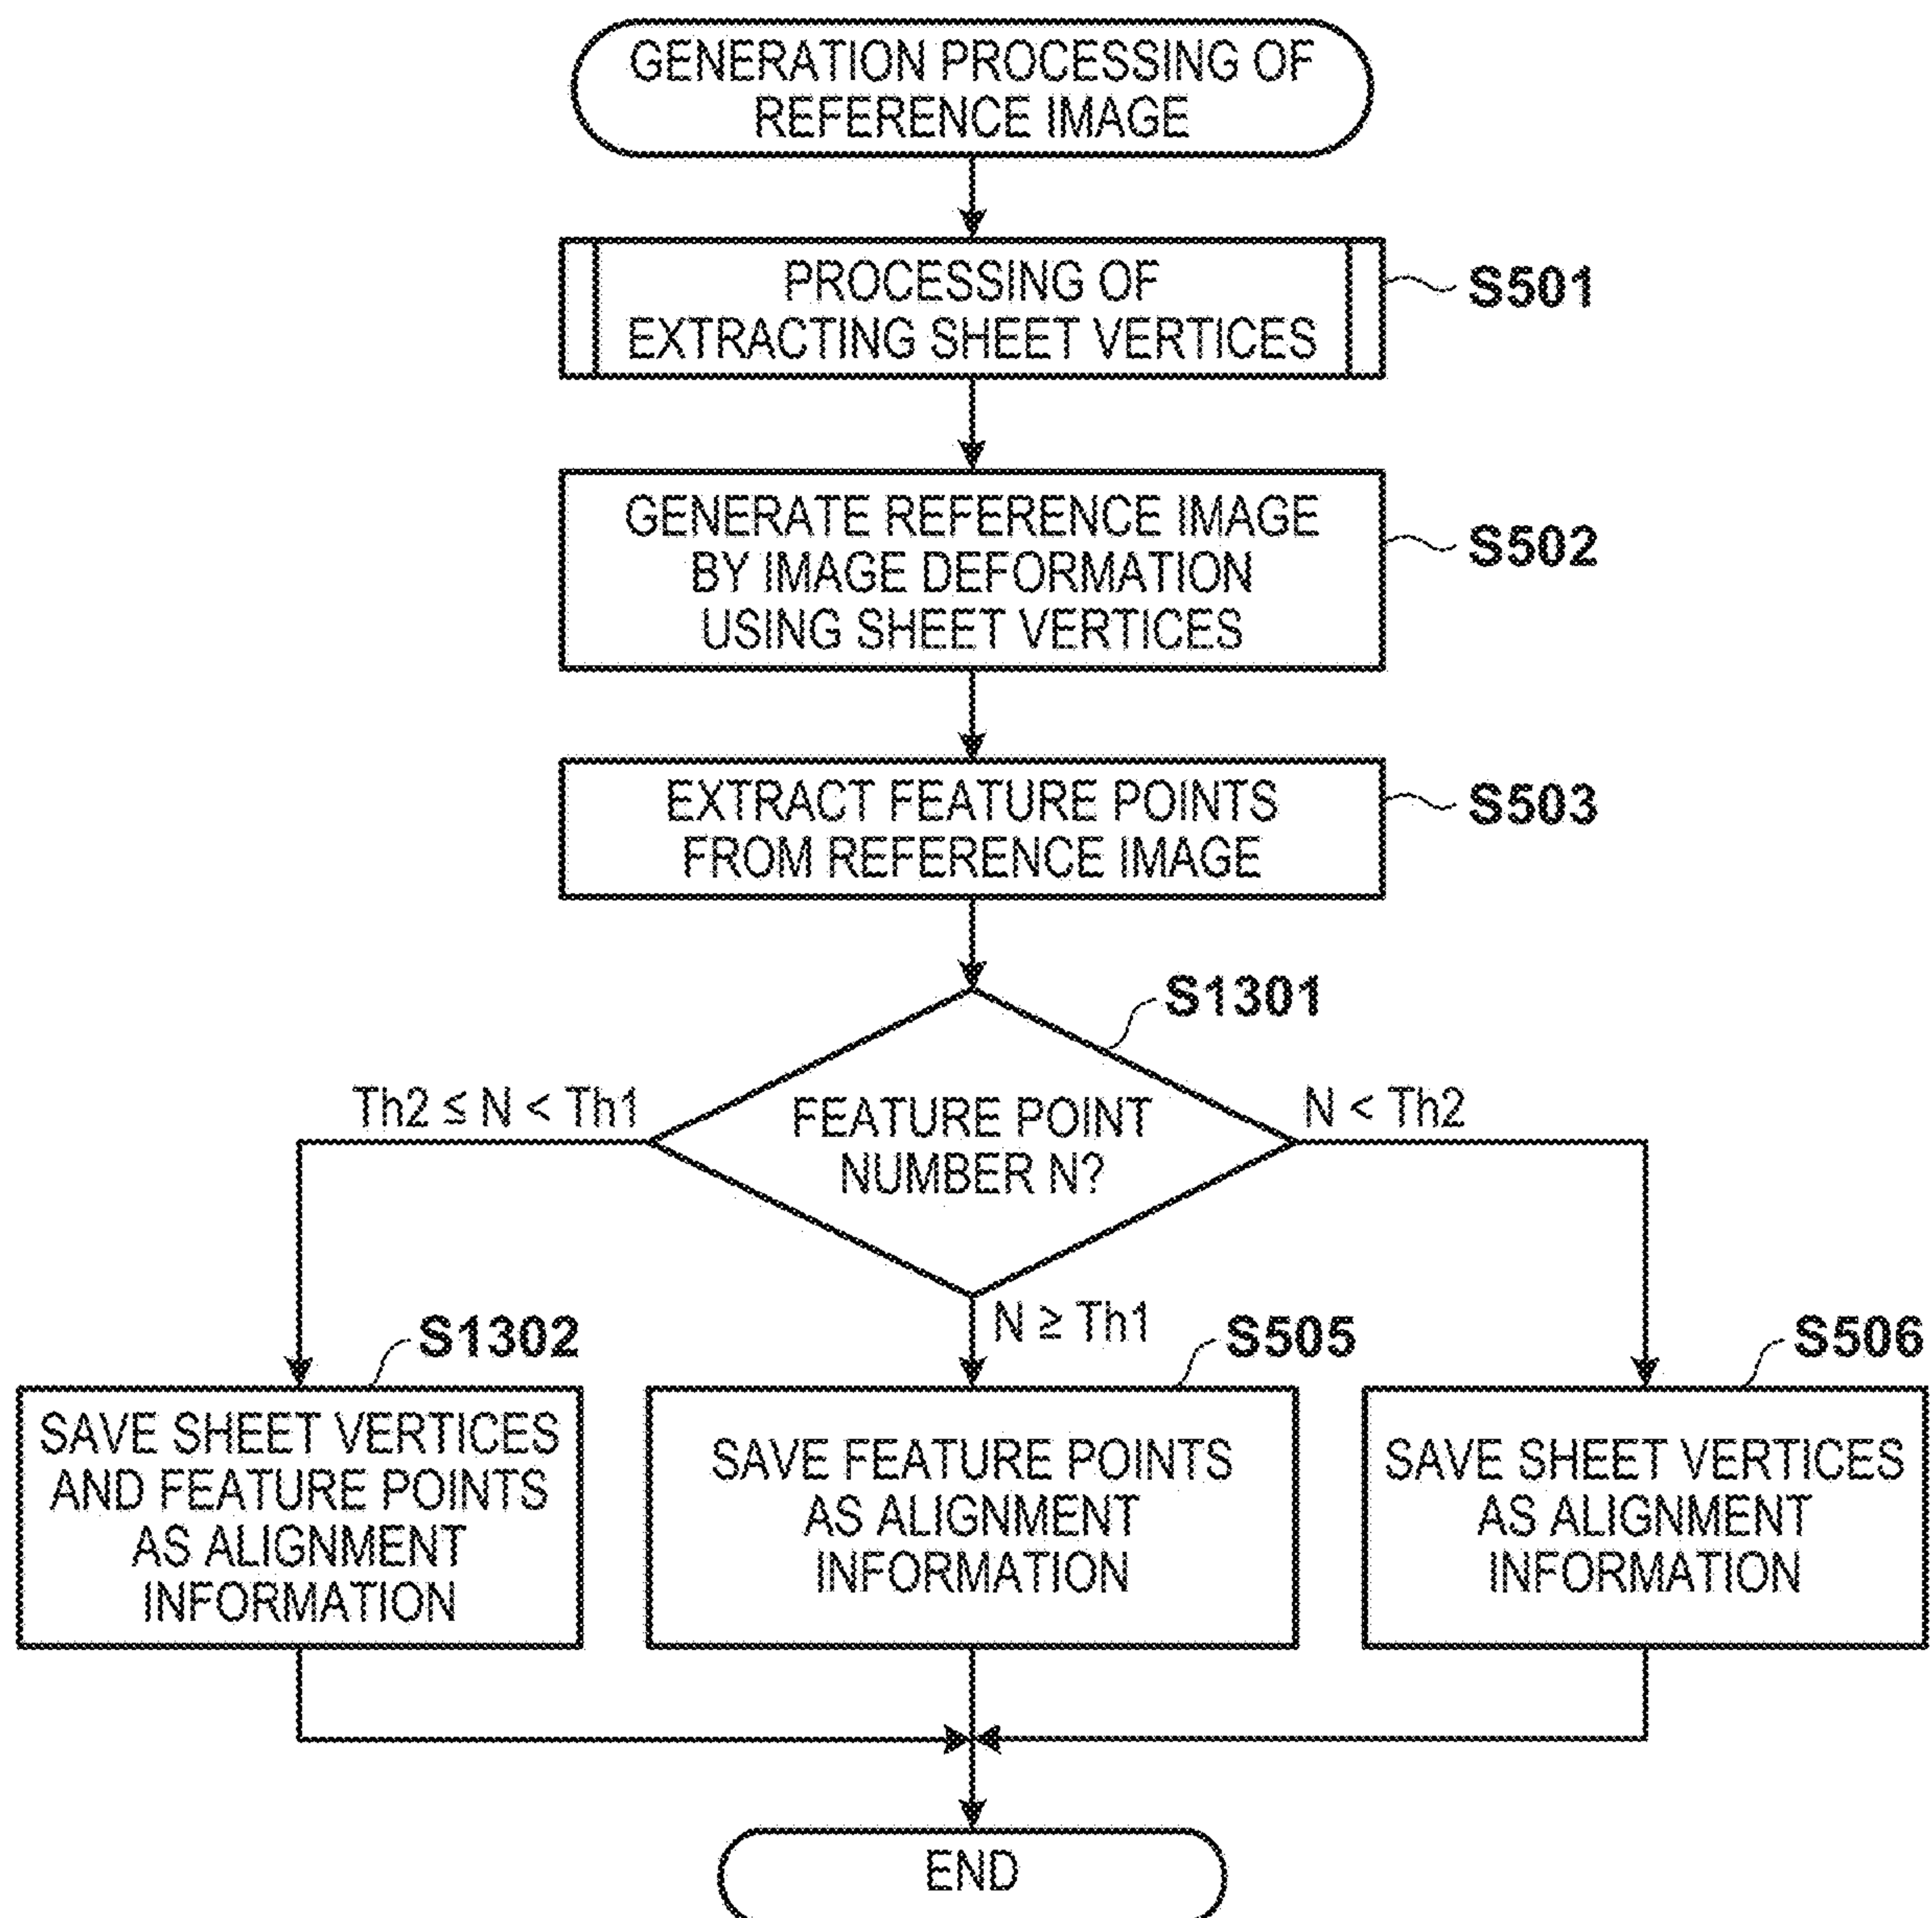 GENERATION PROCESSING OF
REFERENCE IMAGE
PROCESSING OF
EXTRACTING SHEET VERTICES
S501
GENERATE REFERENCE IMAGE
BY IMAGE DEFORMATION
USING SHEET VERTICES
S502
EXTRACT FEATURE POINTS
FROM REFERENCE IMAGE
S503
S1301
FEATURE POINT
NUMBER N?
Th2 ≤ N < Th1
N < Th2
N ≥ Th1
S1302
SAVE SHEET VERTICES
AND FEATURE POINTS
AS ALIGNMENT
INFORMATION
S505
SAVE FEATURE POINTS
AS ALIGNMENT
INFORMATION
S506
SAVE SHEET VERTICES
AS ALIGNMENT
INFORMATION
END